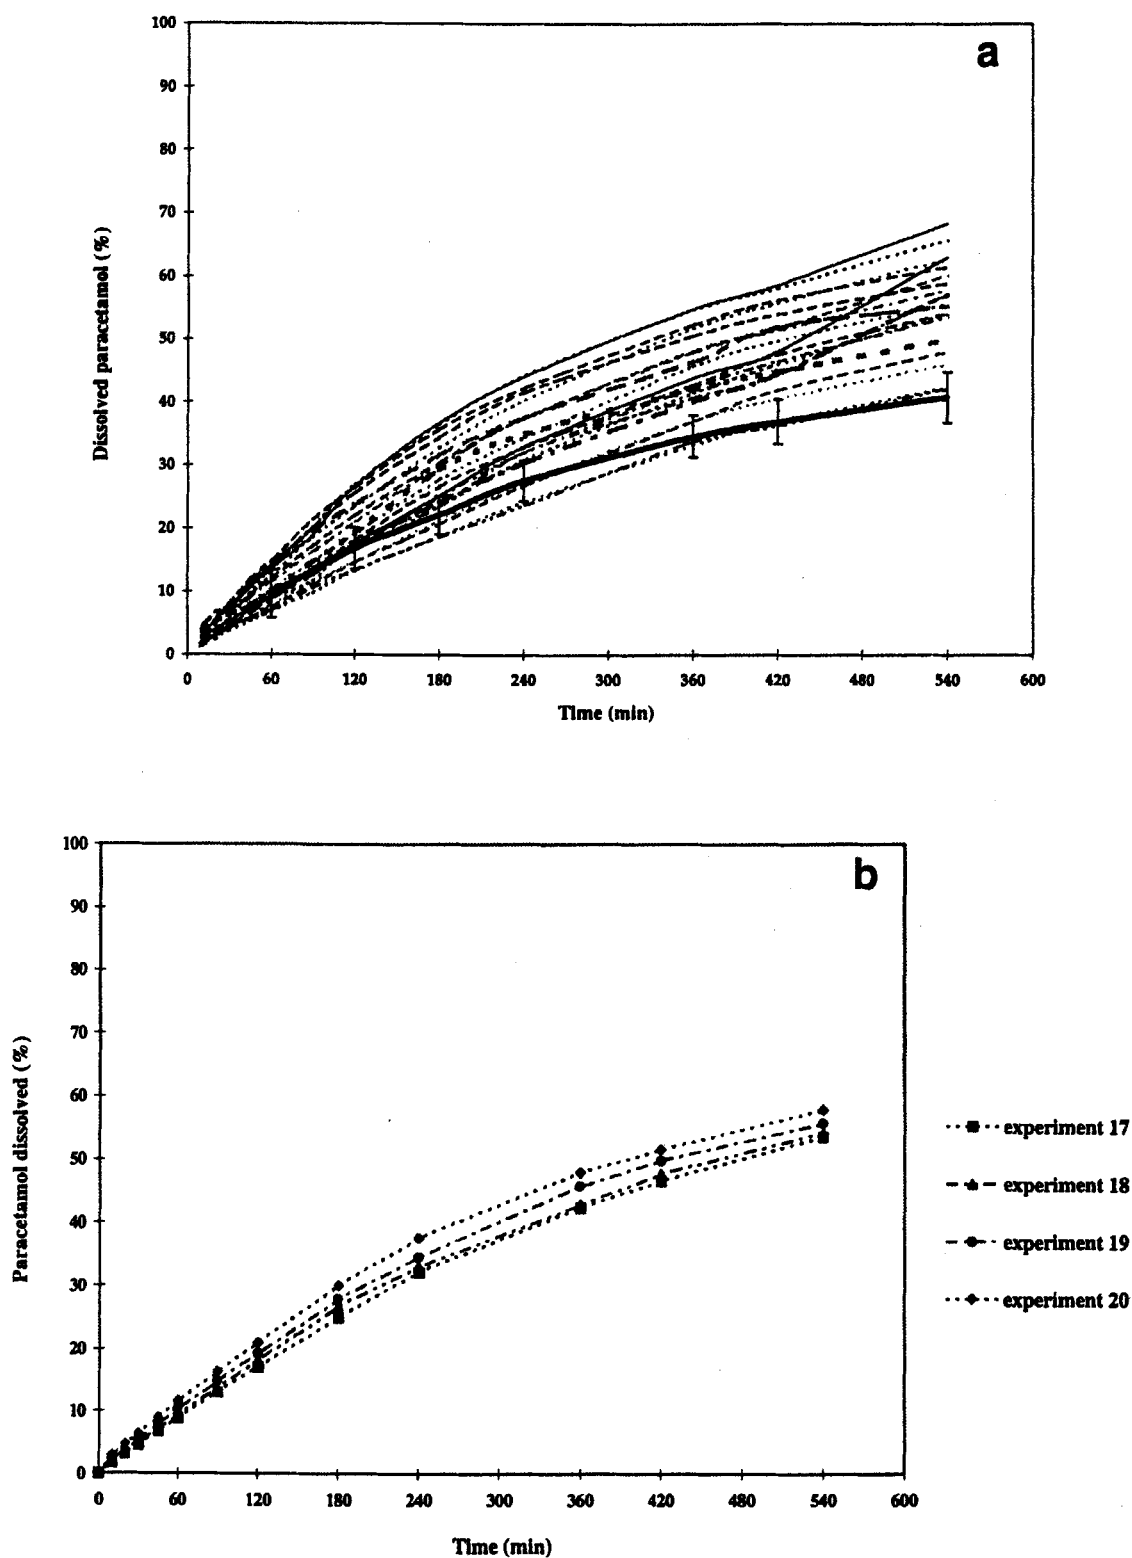 a
100
90
80
70
60
50
40
30
20
10
0
Dissolved paracetamol (%)
0 60 120 180 240 300 360 420 480 540 600
Time (min)
b
100
90
80
70
60
50
40
30
20
10
0
Paracetamol dissolved (%)
0 60 120 180 240 300 360 420 480 540 600
Time (min)
experiment 17
experiment 18
experiment 19
experiment 20